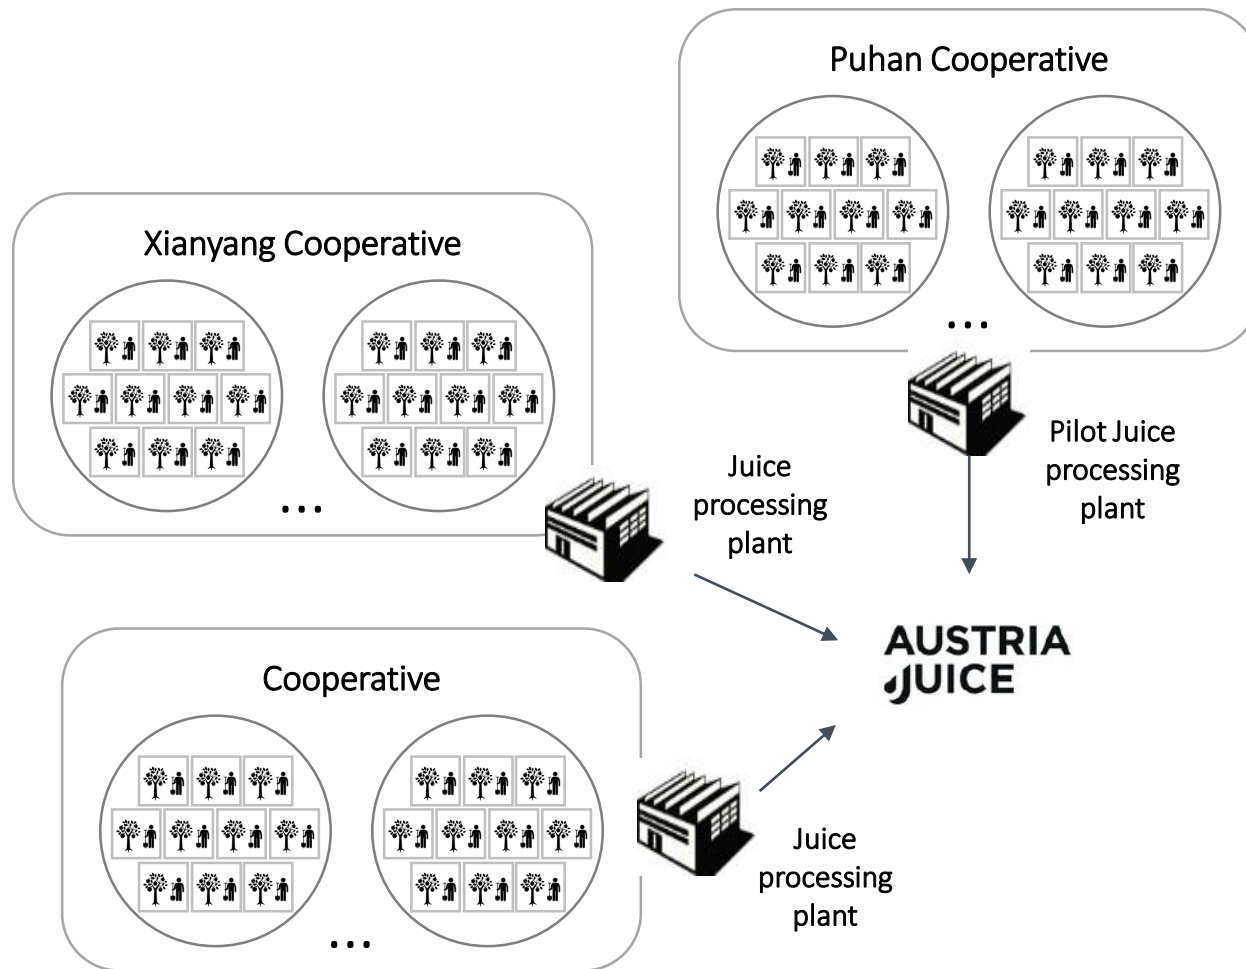 Puhan Cooperative
...
Xianyang Cooperative
...
Pilot Juice
processing
plant
Juice
processing
plant
AUSTRIA
JUICE
Cooperative
...
Juice
processing
plant